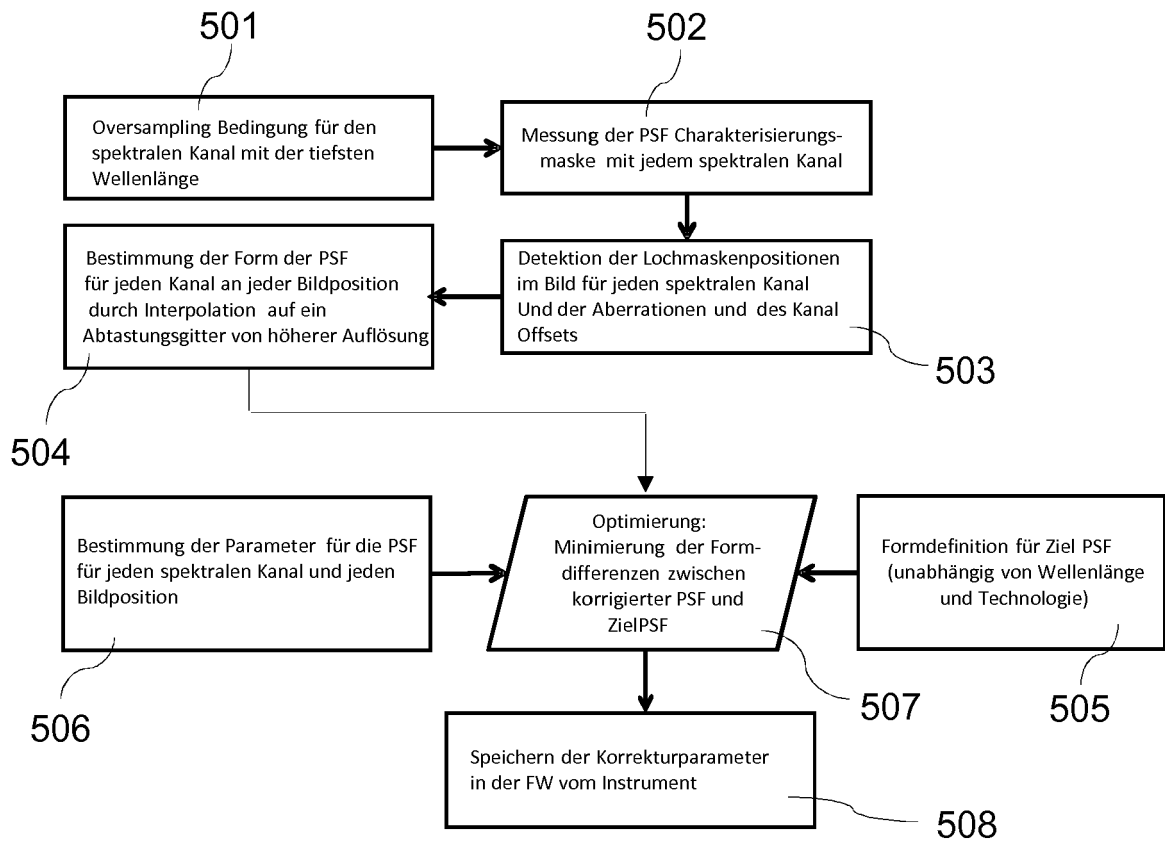 501
Oversampling Bedingung für den
spektralen Kanal mit der tiefsten
Wellenlänge
502
Messung der PSF Charakterisierungs-
maske mit jedem spektralen Kanal
Detektion der Lochmaskenpositionen
im Bild für jeden spektralen Kanal
Und der Aberrationen und des Kanal
Offsets
503
Bestimmung der Form der PSF
für jeden Kanal an jeder Bildposition
durch Interpolation auf ein
Abtastungsgitter von höherer Auflösung
504
Bestimmung der Parameter für die PSF
für jeden spektralen Kanal und jeden
Bildposition
506
Optimierung:
Minimierung der Form-
differenzen zwischen
korrigierter PSF und
ZielPSF
507
Formdefinition für Ziel PSF
(unabhängig von Wellenlänge
und Technologie)
505
Speichern der Korrekturparameter
in der FW vom Instrument
508